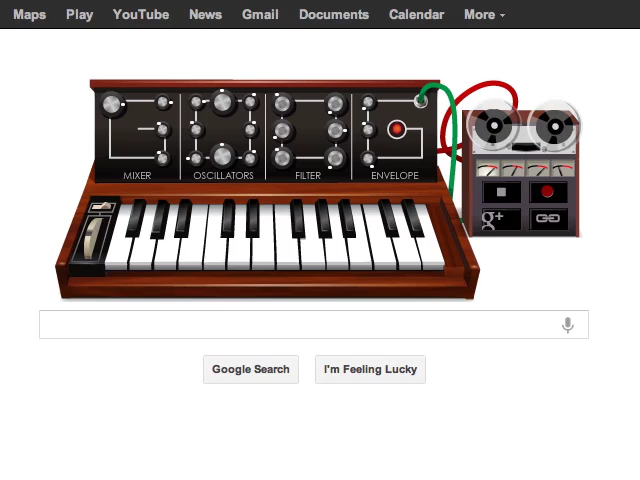 Maps Play YouTube News Gmail Documents Calendar More
MIXER OSCILLATORS FILTER ENVELOPE
g+
Google Search I'm Feeling Lucky